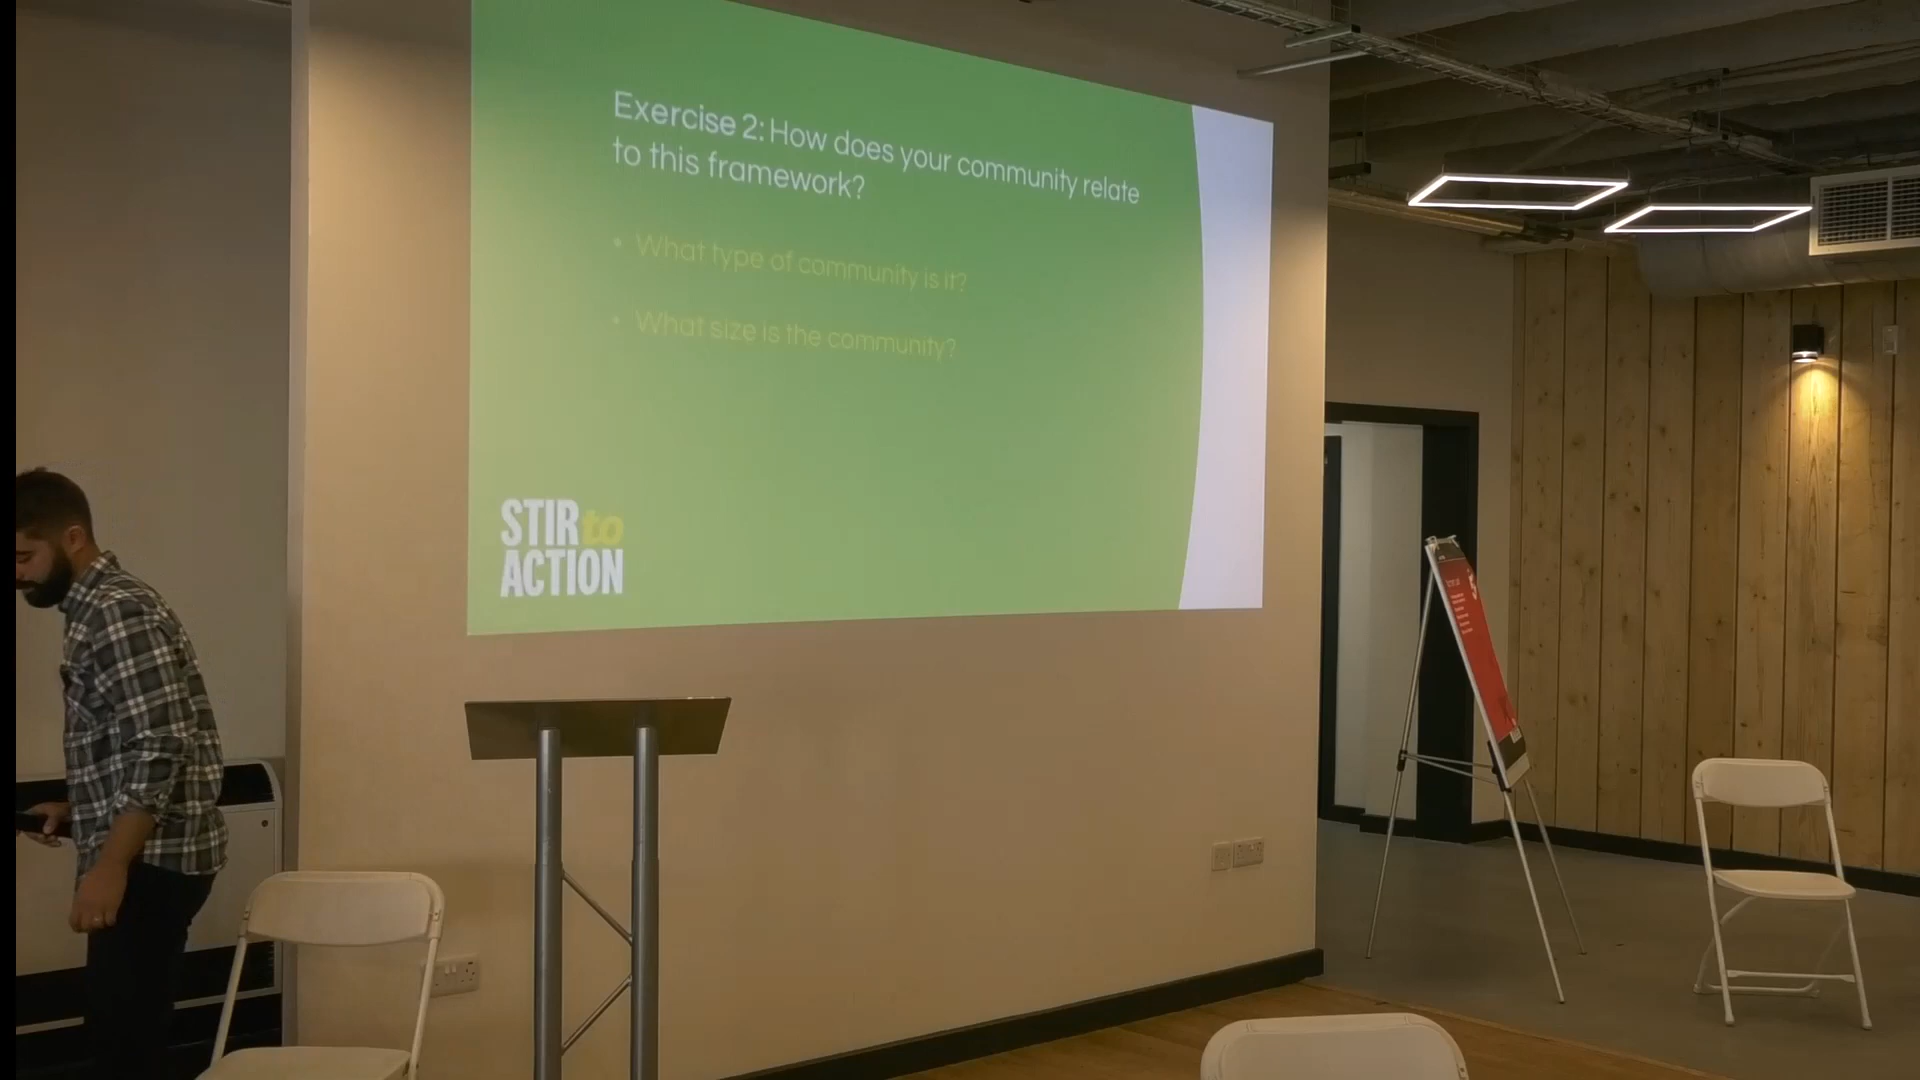 Exercise 2: How does your community relate
to this framework?
• What type of community is it?
• What size is the community?
STIR to
ACTION